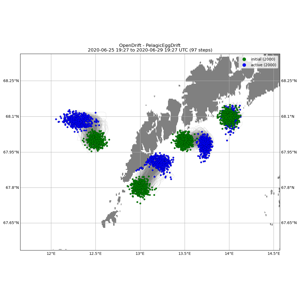 OpenDrift - PelagicEggDrift
2020-06-25 19:27 to 2020-06-29 19:27 UTC (97 steps)
initial (2000)
active (2000)
68.25°N
68.25°N
68.1°N
68.1°N
67.95°N
67.95°N
67.8°N
67.8°N
67.65°N
67.65°N
12°E
12.5°E
13°E
13.5°E
14°E
14.5°E